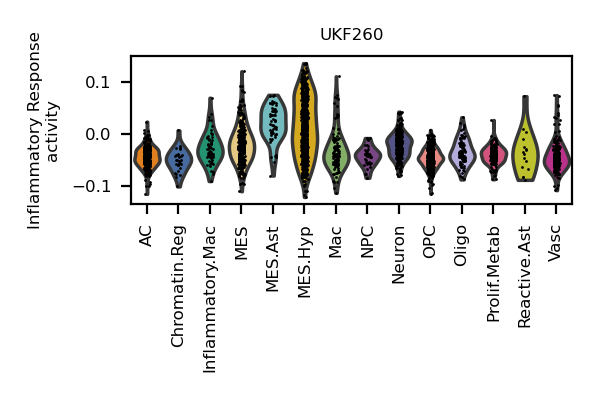 UKF260
Inflammatory Response
activity
0.1
0.0
−0.1
AC
Chromatin.Reg
Inflammatory.Mac
MES
MES.Ast
MES.Hyp
Mac
NPC
Neuron
OPC
Oligo
Prolif.Metab
Reactive.Ast
Vasc